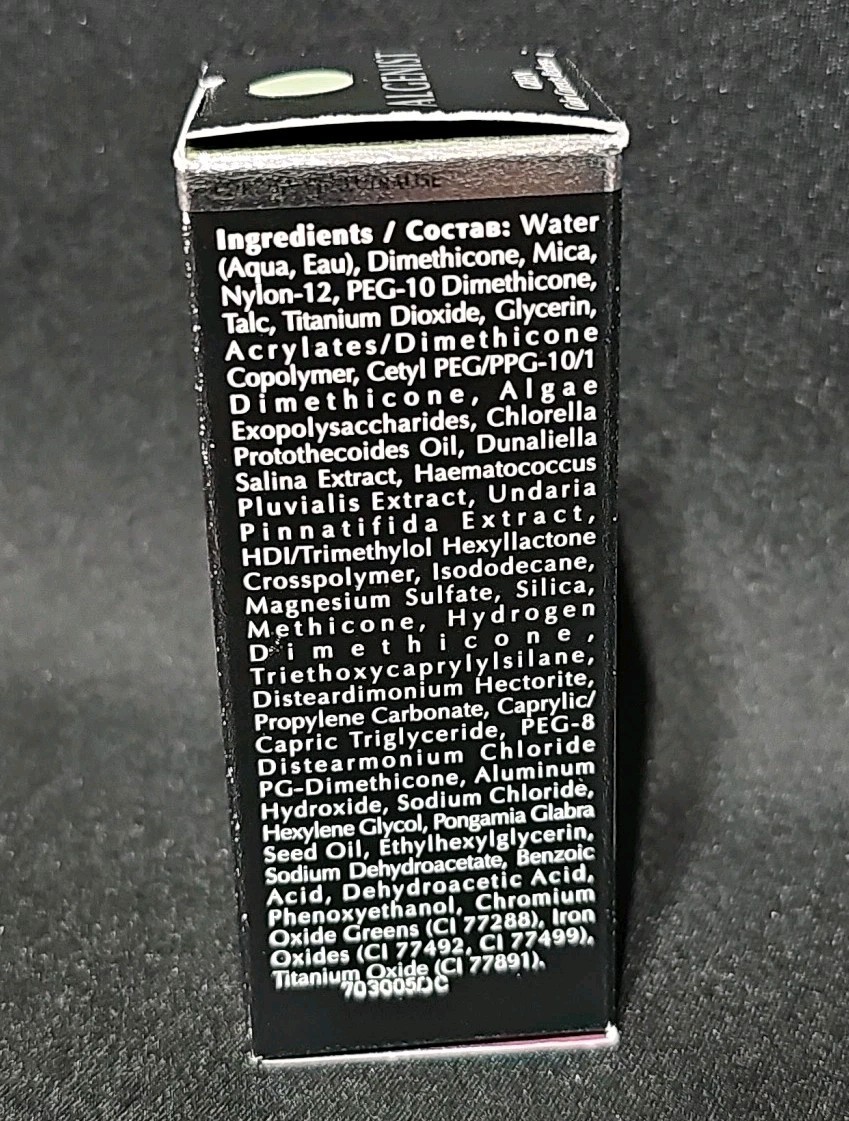 ALGENIST
Ingredients / Состав: Water
(Aqua, Eau), Dimethicone, Mica,
Nylon-12, PEG-10 Dimethicone,
Talc, Titanium Dioxide, Glycerin,
Acrylates/Dimethicone
Copolymer, Cetyl PEG/PPG-10/1
Dimethicone, Algae
Exopolysaccharides, Chlorella
Protothecoides Oil, Dunaliella
Salina Extract, Haematococcus
Pluvialis Extract, Undaria
Pinnatifida Extract,
HDI/Trimethylol Hexyllactone
Crosspolymer, Isododecane,
Magnesium Sulfate, Silica,
Methicone, Hydrogen
Dimethicone,
Triethoxycaprylylsilane,
Disteardimonium Hectorite,
Propylene Carbonate, Caprylic/
Capric Triglyceride, PEG-8
Distearmonium Chloride
PG-Dimethicone, Aluminum
Hydroxide, Sodium Chloride,
Hexylene Glycol, Pongamia Glabra
Seed Oil, Ethylhexylglycerin,
Sodium Dehydroacetate, Benzoic
Acid, Dehydroacetic Acid,
Phenoxyethanol, Chromium
Oxide Greens (CI 77288), Iron
Oxides (CI 77492, CI 77499),
Titanium Oxide (CI 77891).
703005DC